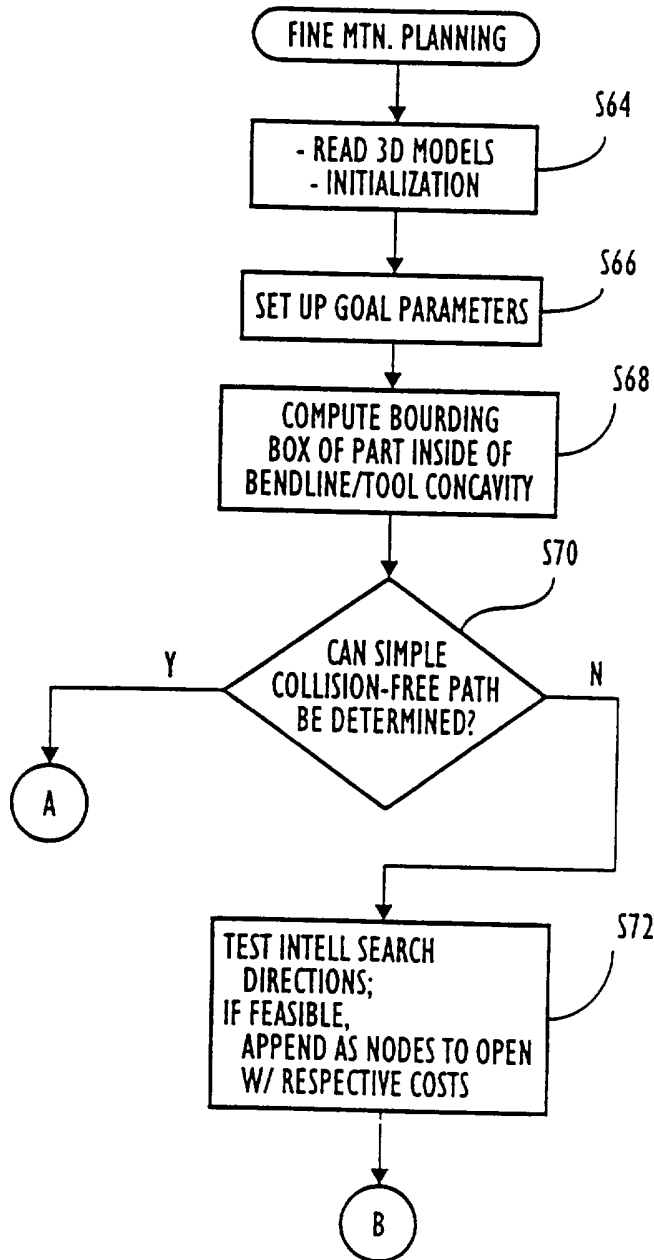 FINE MTN. PLANNING
S64
- READ 3D MODELS
- INITIALIZATION
S66
SET UP GOAL PARAMETERS
S68
COMPUTE BOURDING
BOX OF PART INSIDE OF
BENDLINE/TOOL CONCAVITY
S70
CAN SIMPLE
COLLISION-FREE PATH
BE DETERMINED?
Y
N
A
S72
TEST INTELL SEARCH
DIRECTIONS;
IF FEASIBLE,
APPEND AS NODES TO OPEN
W/ RESPECTIVE COSTS
B